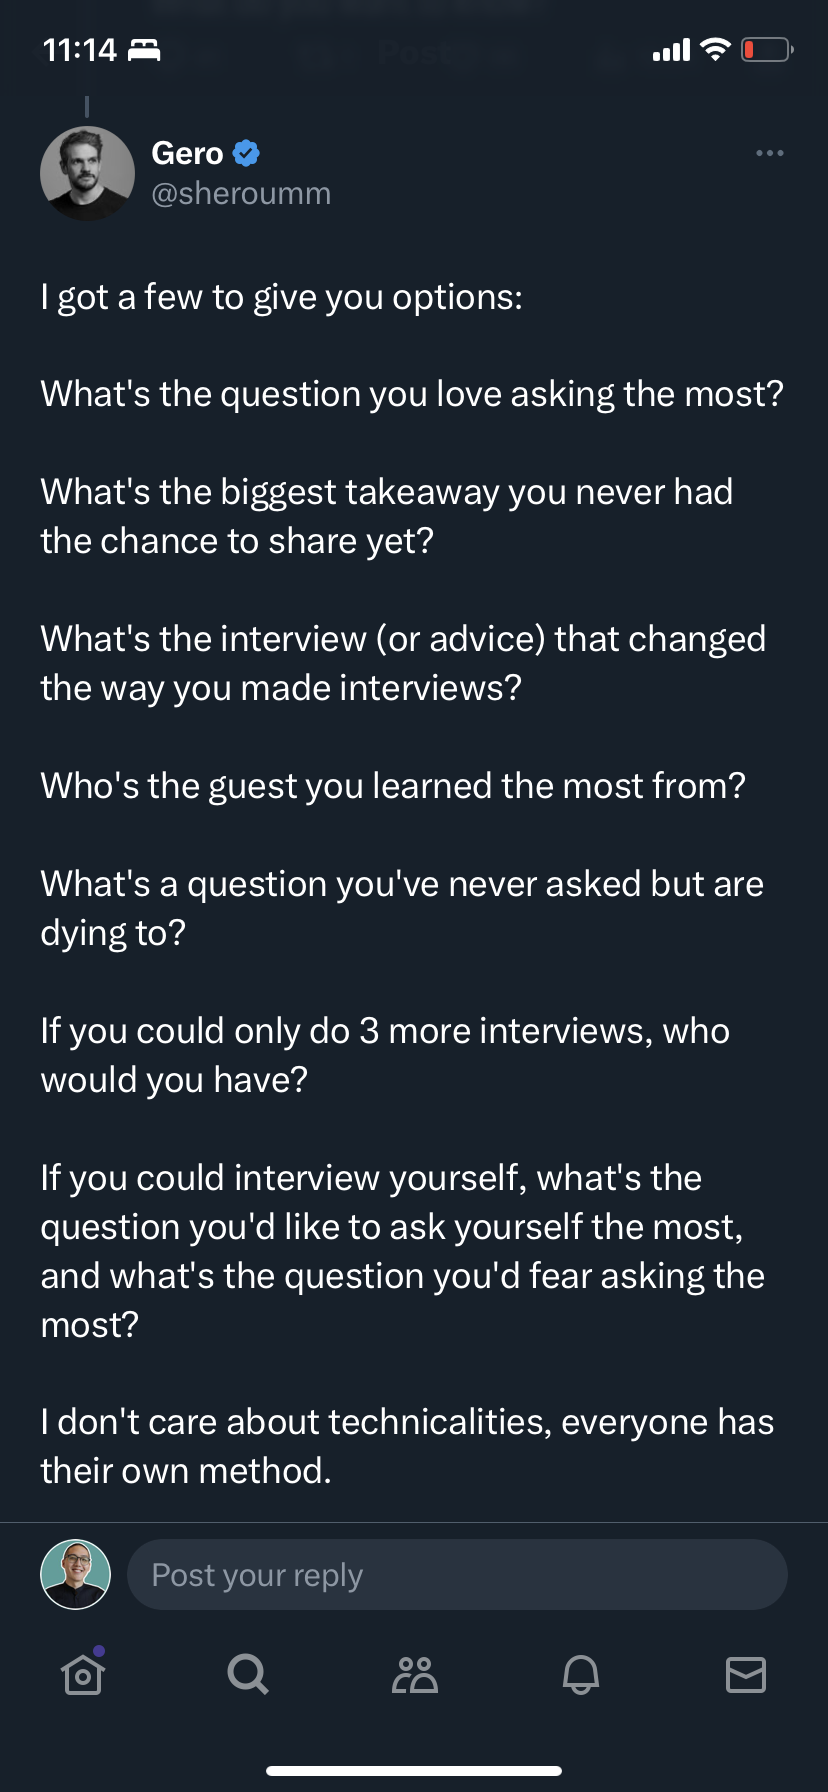 11:14
Post
Gero
@sheroumm
I got a few to give you options:
What's the question you love asking the most?
What's the biggest takeaway you never had
the chance to share yet?
What's the interview (or advice) that changed
the way you made interviews?
Who's the guest you learned the most from?
What's a question you've never asked but are
dying to?
If you could only do 3 more interviews, who
would you have?
If you could interview yourself, what's the
question you'd like to ask yourself the most,
and what's the question you'd fear asking the
most?
I don't care about technicalities, everyone has
their own method.
Post your reply